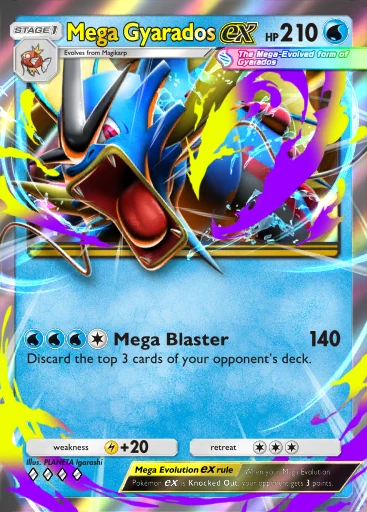 STAGE 1
Mega Gyarados ex HP 210
Evolves from Magikarp
The Mega-Evolved form of
Gyarados
Mega Blaster 140
Discard the top 3 cards of your opponent's deck.
weakness +20 retreat
Illus. PLANETA Igarashi
Mega Evolution ex rule When your Mega Evolution
Pokémon ex is Knocked Out, your opponent gets 3 points.